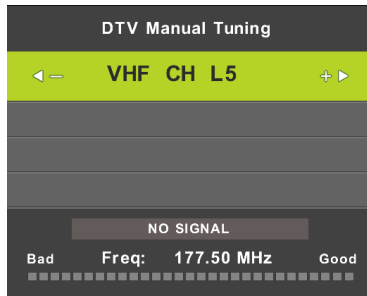 DTV Manual Tuning
– VHF CH L5 +
NO SIGNAL
Bad Freq: 177.50 MHz Good